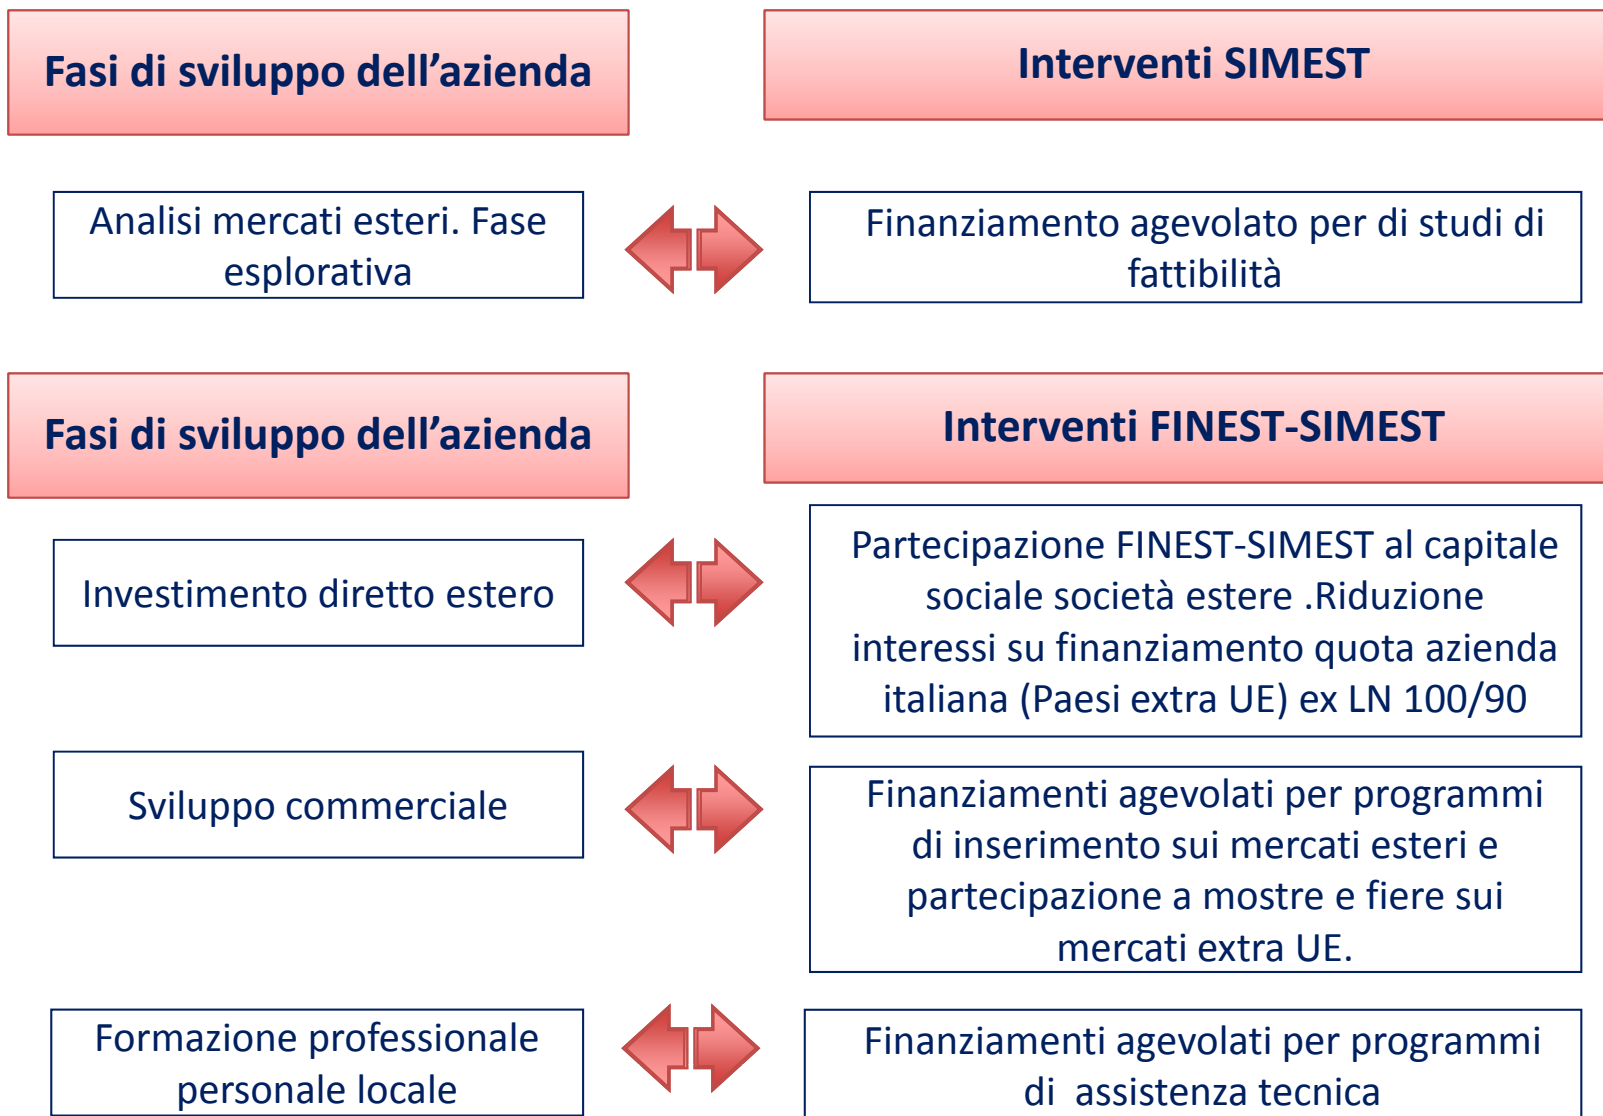 Fasi di sviluppo dell’azienda
Interventi SIMEST
Analisi mercati esteri. Fase
esplorativa
Finanziamento agevolato per di studi di
fattibilità
Fasi di sviluppo dell’azienda
Interventi FINEST-SIMEST
Investimento diretto estero
Partecipazione FINEST-SIMEST al capitale
sociale società estere .Riduzione
interessi su finanziamento quota azienda
italiana (Paesi extra UE) ex LN 100/90
Sviluppo commerciale
Finanziamenti agevolati per programmi
di inserimento sui mercati esteri e
partecipazione a mostre e fiere sui
mercati extra UE.
Formazione professionale
personale locale
Finanziamenti agevolati per programmi
di assistenza tecnica